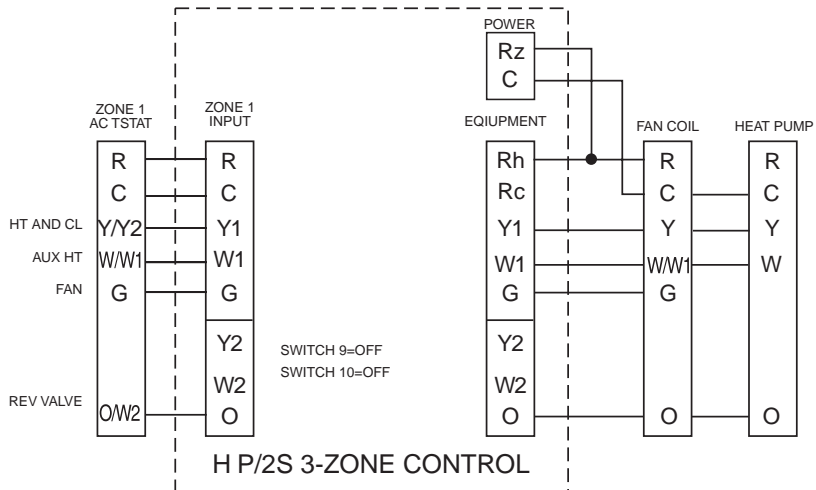 POWER
Rz
C
ZONE 1
AC TSTAT
ZONE 1
INPUT
EQIUPMENT
FAN COIL
HEAT PUMP
R
R
Rh
R
R
C
C
Rc
C
C
HT AND CL
Y/Y2
Y1
Y1
Y
Y
AUX HT
W/W1
W1
W1
W/W1
W
FAN
G
G
G
G
Y2
SWITCH 9=OFF
Y2
SWITCH 10=OFF
W2
W2
REV VALVE
O/W2
O
O
O
O
H P/2S 3-ZONE CONTROL